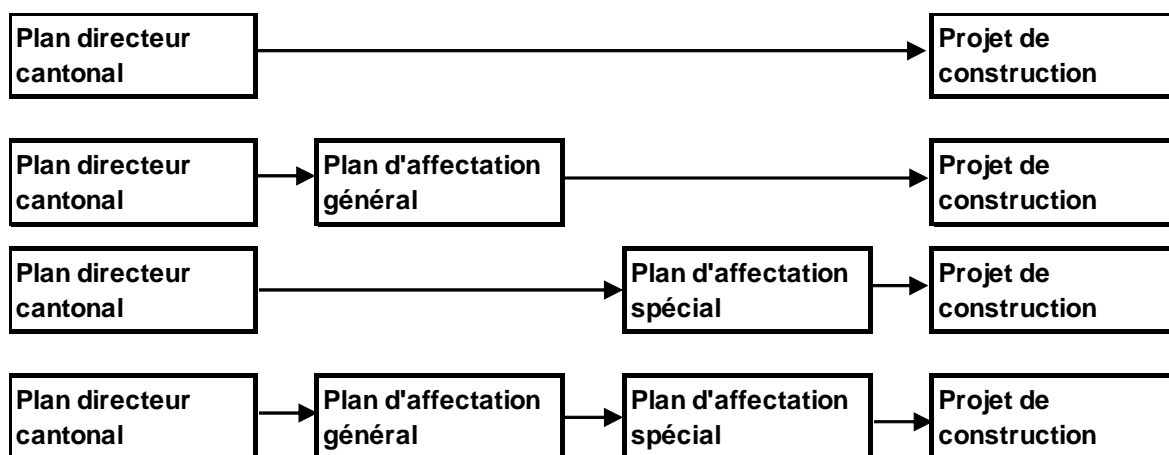 Plan directeur
cantonal
Projet de
construction
Plan directeur
cantonal
Plan d'affectation
général
Projet de
construction
Plan directeur
cantonal
Plan d'affectation
spécial
Projet de
construction
Plan directeur
cantonal
Plan d'affectation
général
Plan d'affectation
spécial
Projet de
construction